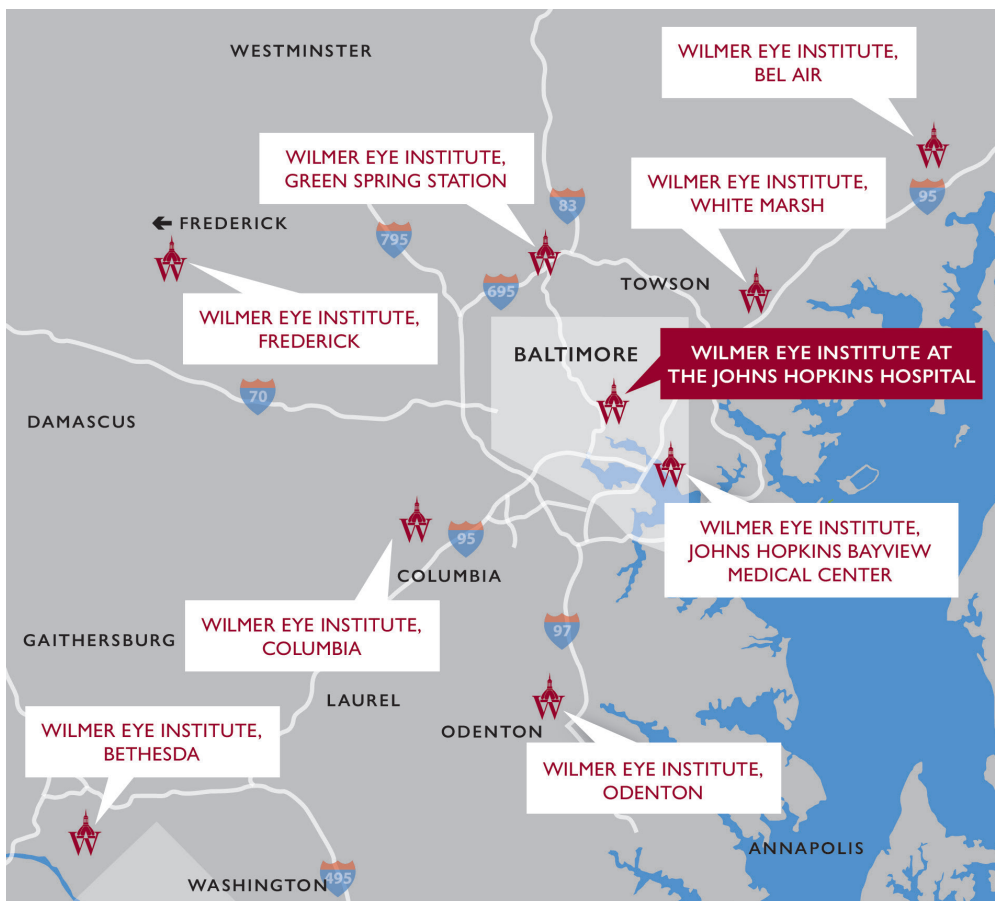 WESTMINSTER
WILMER EYE INSTITUTE,
BEL AIR
WILMER EYE INSTITUTE,
GREEN SPRING STATION
WILMER EYE INSTITUTE,
WHITE MARSH
83
95
FREDERICK
795
W
W
W
W
695
TOWSON
WILMER EYE INSTITUTE,
FREDERICK
BALTIMORE
WILMER EYE INSTITUTE AT
THE JOHNS HOPKINS HOSPITAL
70
W
DAMASCUS
W
W
95
WILMER EYE INSTITUTE,
JOHNS HOPKINS BAYVIEW
MEDICAL CENTER
COLUMBIA
WILMER EYE INSTITUTE,
COLUMBIA
97
GAITHERSBURG
LAUREL
W
ODENTON
WILMER EYE INSTITUTE,
BETHESDA
WILMER EYE INSTITUTE,
ODENTON
W
ANNAPOLIS
WASHINGTON
495